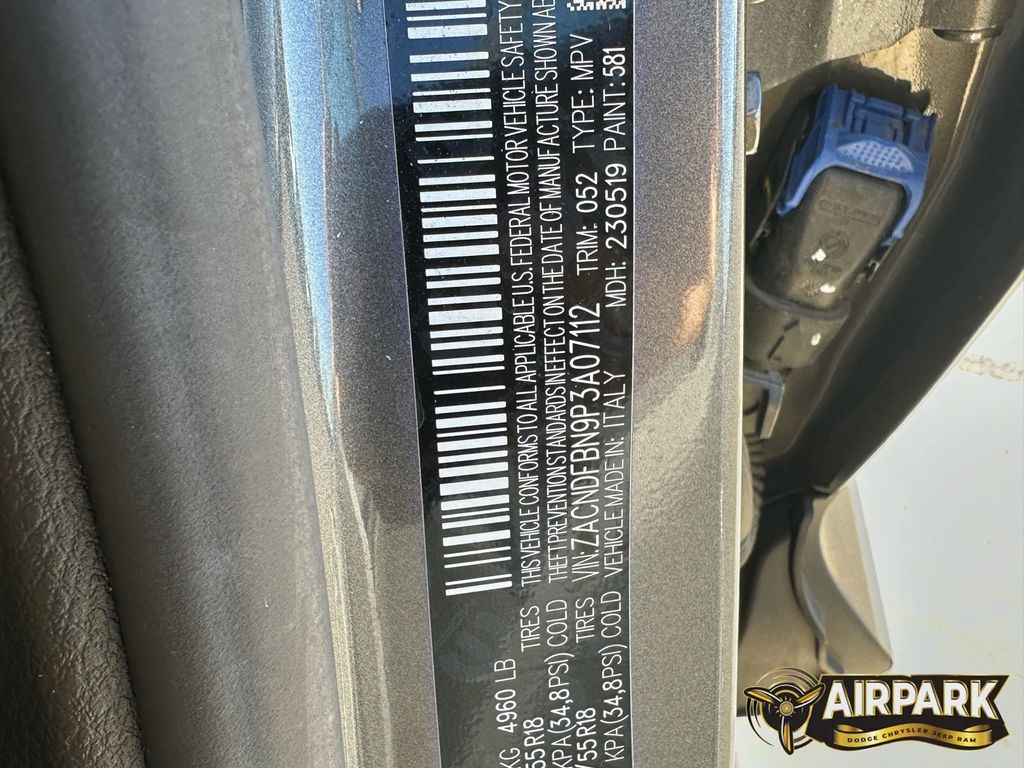 KG 4960 LB TIRES THIS VEHICLE CONFORMS TO ALL APPLICABLE U.S. FEDERAL MOTOR VEHICLE SAFETY
55R18 THEFT PREVENTION STANDARDS IN EFFECT ON THE DATE OF MANUFACTURE SHOWN AB
KPA(34,8PSI) COLD
/55R18 TIRES VIN: ZACNDFBN9P3A07112 TRIM: 052 TYPE: MPV
KPA(34,8PSI) COLD VEHICLE MADE IN: ITALY MDH: 230519 PAINT: 581
AIRPARK
DODGE CHRYSLER JEEP RAM